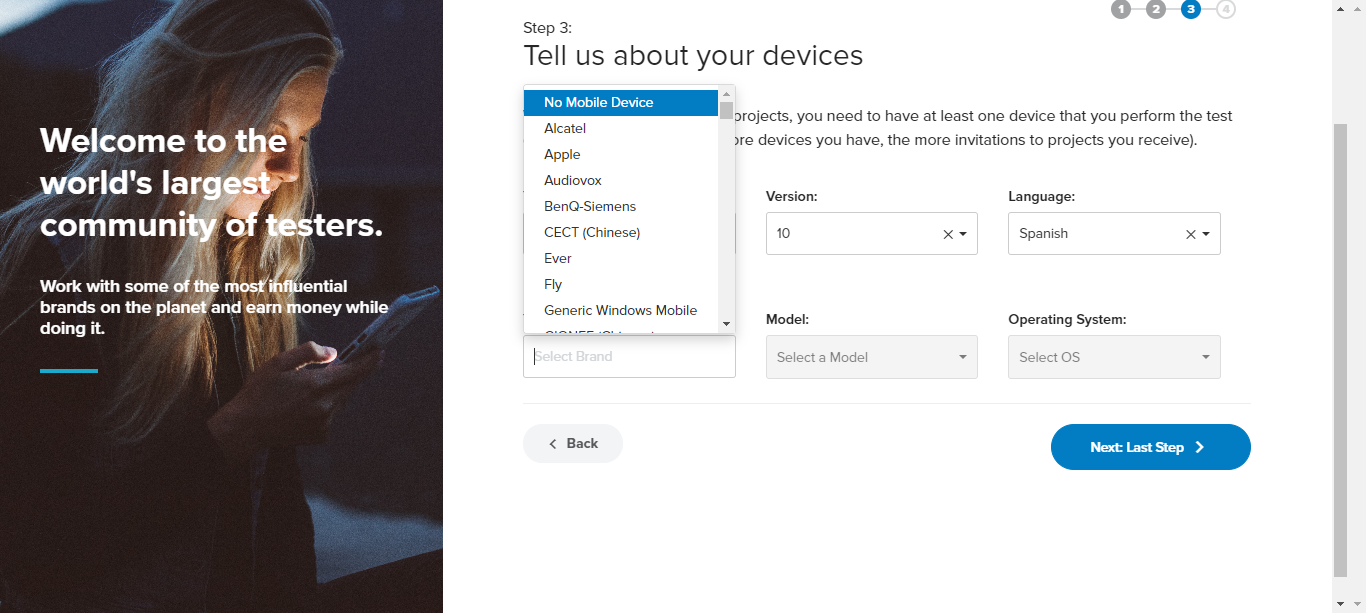 Welcome to the
world's largest
community of testers.
Work with some of the most influential
brands on the planet and earn money while
doing it.
1 2 3 4
Step 3:
Tell us about your devices
projects, you need to have at least one device that you perform the test
ore devices you have, the more invitations to projects you receive).
No Mobile Device
Alcatel
Apple
Audiovox
BenQ-Siemens
CECT (Chinese)
Ever
Fly
Generic Windows Mobile
Version:
Language:
10
Spanish
Model:
Operating System:
Select Brand
Select a Model
Select OS
Back
Next: Last Step